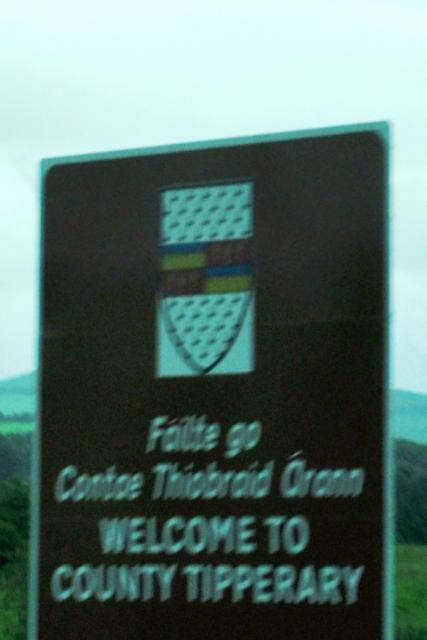 Fáilte go
Contae Thiobraid Árann
WELCOME TO
COUNTY TIPPERARY